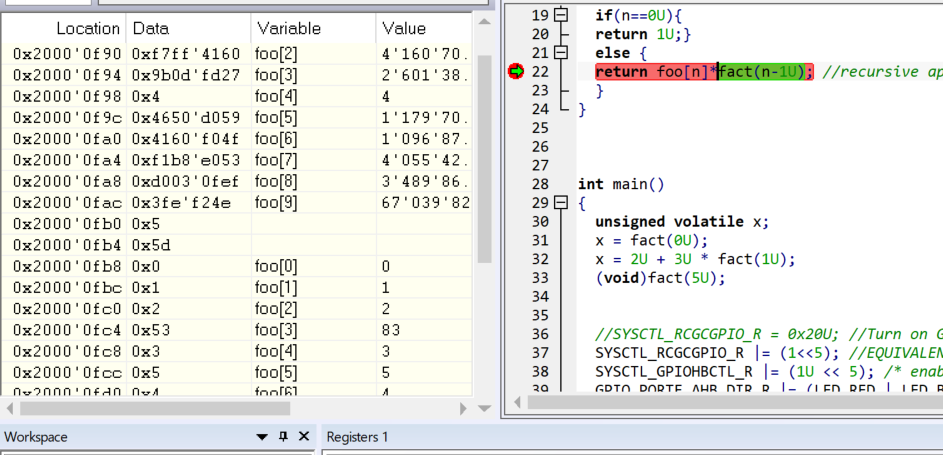 Location Data Variable Value
0x2000'0f90 0xf7ff'4160 foo[2] 4'160'70.
0x2000'0f94 0x9b0d'fd27 foo[3] 2'601'38.
0x2000'0f98 0x4 foo[4] 4
0x2000'0f9c 0x4650'd059 foo[5] 1'179'70.
0x2000'0fa0 0x4160'f04f foo[6] 1'096'87.
0x2000'0fa4 0xf1b8'e053 foo[7] 4'055'42.
0x2000'0fa8 0xd003'0fef foo[8] 3'489'86.
0x2000'0fac 0x3fe'f24e foo[9] 67'039'82
0x2000'0fb0 0x5
0x2000'0fb4 0x5d
0x2000'0fb8 0x0 foo[0] 0
0x2000'0fbc 0x1 foo[1] 1
0x2000'0fc0 0x2 foo[2] 2
0x2000'0fc4 0x53 foo[3] 83
0x2000'0fc8 0x3 foo[4] 3
0x2000'0fcc 0x5 foo[5] 5
0x2000'0fd0 0x4 foo[6] 4
19 if(n==0U){
20 return 1U;}
21 else {
22 return foo[n]*fact(n-1U); //recursive ap
23 }
24 }
25
26
27
28 int main()
29 {
30 unsigned volatile x;
31 x = fact(0U);
32 x = 2U + 3U * fact(1U);
33 (void)fact(5U);
34
35
36 //SYSCTL_RCGCGPIO_R = 0x20U; //Turn on G
37 SYSCTL_RCGCGPIO_R |= (1<<5); //EQUIVALEN
38 SYSCTL_GPIOHBCTL_R |= (1U << 5); /* enab
39 GPIO_PORTF_AHB_DIR_R |= (LED_RED | LED_B
Workspace
Registers 1